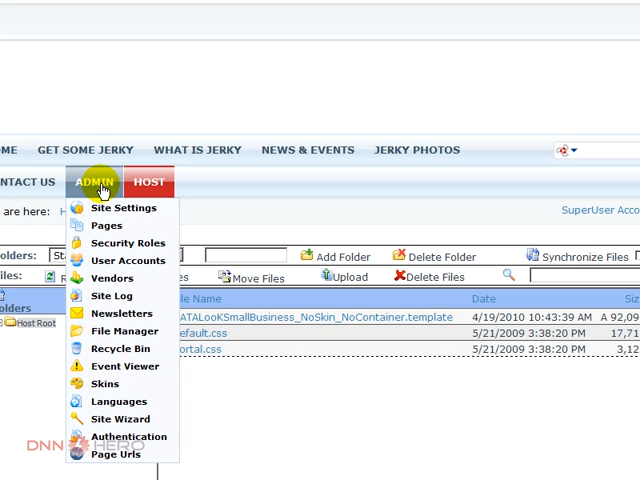 OME GET SOME JERKY WHAT IS JERKY NEWS & EVENTS JERKY PHOTOS
NTACT US ADMIN HOST
are here: H SuperUser Acco
Site Settings
Pages
Security Roles
User Accounts
Vendors
Site Log
Newsletters
File Manager
Recycle Bin
Event Viewer
Skins
Languages
Site Wizard
Authentication
Page Urls
olders: Sta Add Folder Delete Folder Synchronize Files
iles: R es Move Files Upload Delete Files
olders le Name Date Siz
Host Root ATALooKSmallBusiness_NoSkin_NoContainer.template 4/19/2010 10:43:39 AM 92,09
efault.css 5/21/2009 3:38:20 PM 17,71
ortal.css 5/21/2009 3:38:20 PM 3,12
DNN HERO